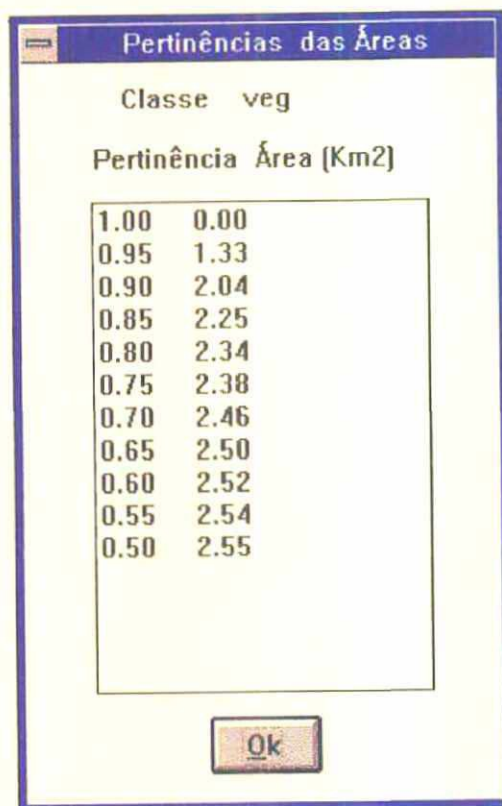 Pertinências das Áreas
Classe veg
Pertinência Área (Km2)
1.00 0.00
0.95 1.33
0.90 2.04
0.85 2.25
0.80 2.34
0.75 2.38
0.70 2.46
0.65 2.50
0.60 2.52
0.55 2.54
0.50 2.55
Ok